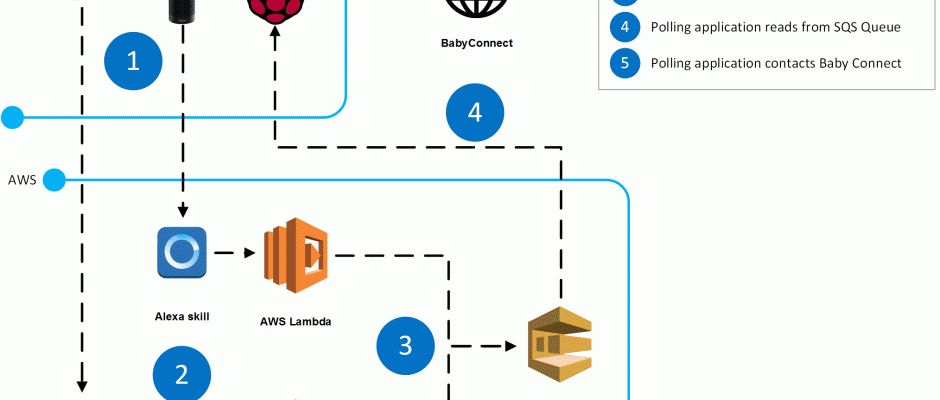 BabyConnect
4 Polling application reads from SQS Queue
5 Polling application contacts Baby Connect
1
4
AWS
Alexa skill
AWS Lambda
3
2